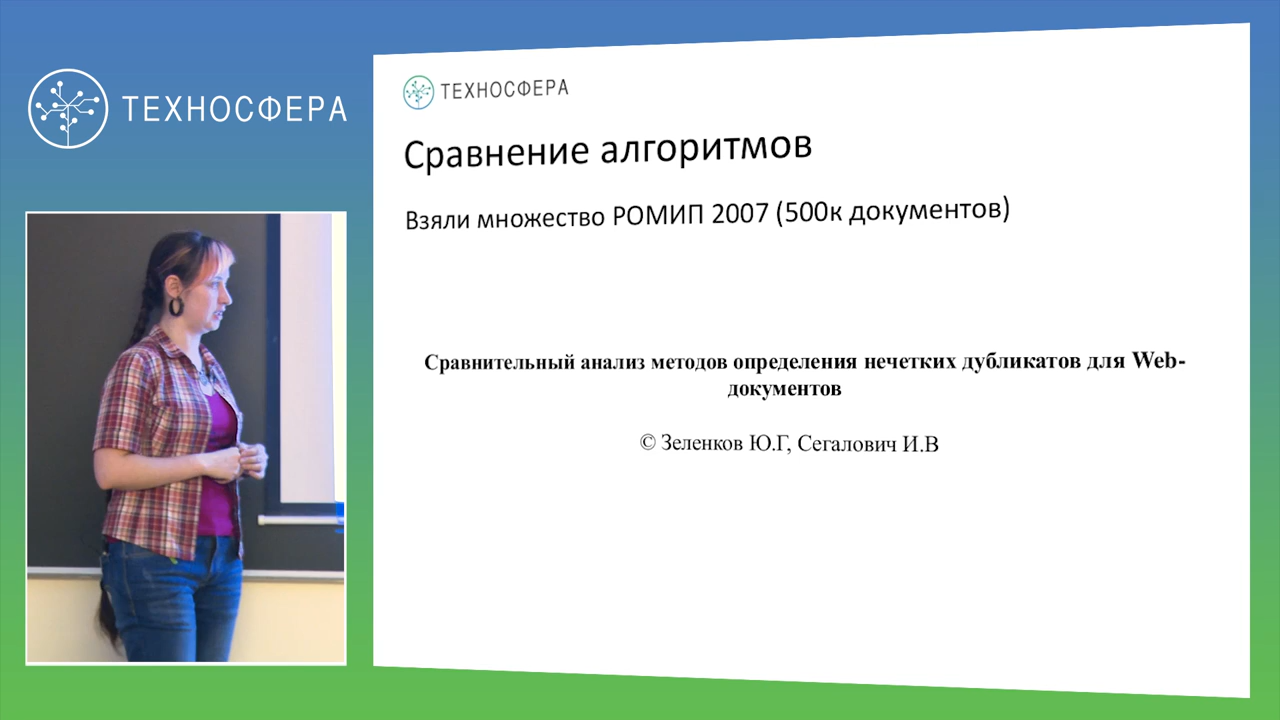 ТЕХНОСФЕРА
ТЕХНОСФЕРА
Сравнение алгоритмов
Взяли множество РОМИП 2007 (500к документов)
Сравнительный анализ методов определения нечетких дубликатов для Web-
документов
© Зеленков Ю.Г, Сегалович И.В